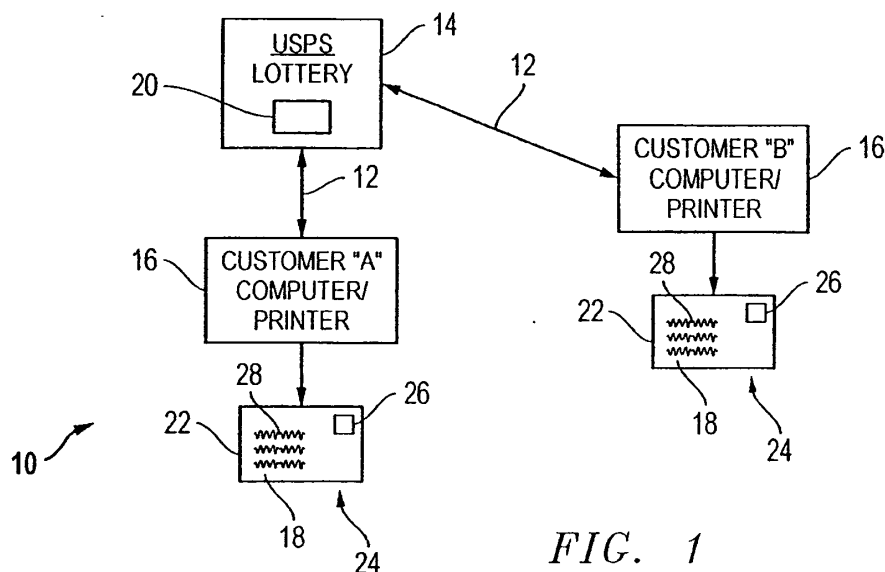 USPS
LOTTERY
14
20
12
12
CUSTOMER "B"
COMPUTER/
PRINTER
16
16
CUSTOMER "A"
COMPUTER/
PRINTER
28
26
22
18
24
28
26
22
18
24
10
FIG. 1